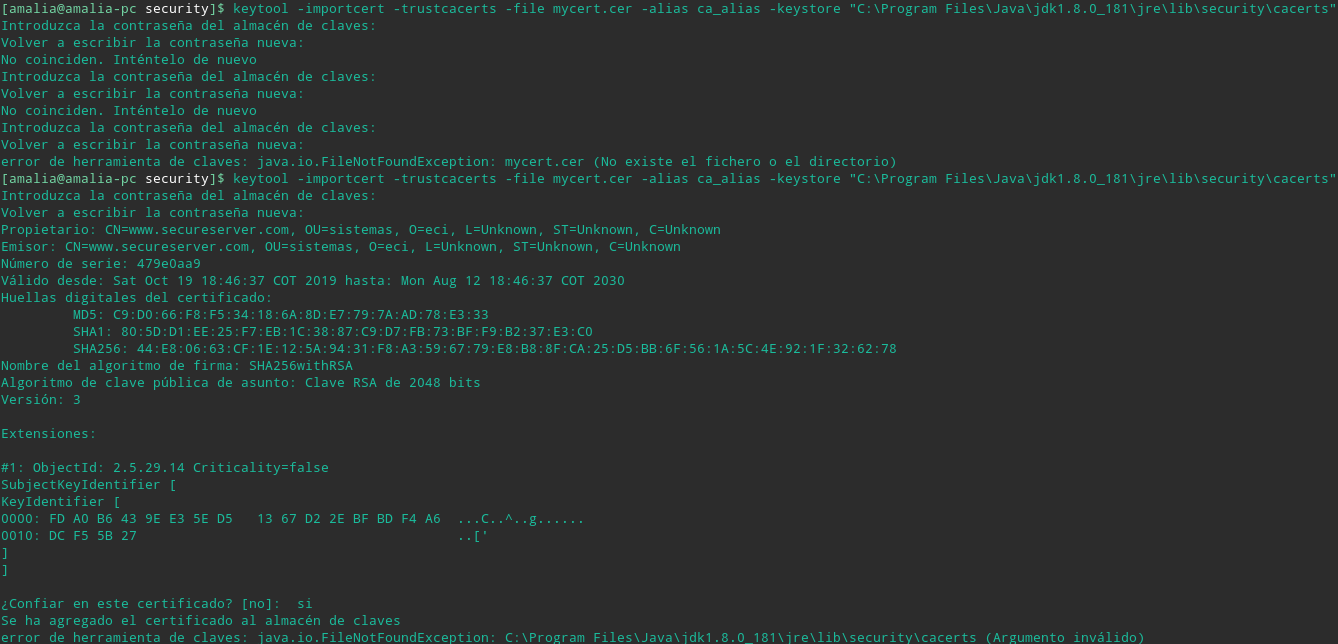 [amalia@amalia-pc security]$ keytool -importcert -trustcacerts -file mycert.cer -alias ca_alias -keystore "C:\Program Files\Java\jdk1.8.0_181\jre\lib\security\cacerts"
Introduzca la contraseña del almacén de claves:
Volver a escribir la contraseña nueva:
No coinciden. Inténtelo de nuevo
Introduzca la contraseña del almacén de claves:
Volver a escribir la contraseña nueva:
No coinciden. Inténtelo de nuevo
Introduzca la contraseña del almacén de claves:
Volver a escribir la contraseña nueva:
error de herramienta de claves: java.io.FileNotFoundException: mycert.cer (No existe el fichero o el directorio)
[amalia@amalia-pc security]$ keytool -importcert -trustcacerts -file mycert.cer -alias ca_alias -keystore "C:\Program Files\Java\jdk1.8.0_181\jre\lib\security\cacerts"
Introduzca la contraseña del almacén de claves:
Volver a escribir la contraseña nueva:
Propietario: CN=www.secureserver.com, OU=sistemas, O=eci, L=Unknown, ST=Unknown, C=Unknown
Emisor: CN=www.secureserver.com, OU=sistemas, O=eci, L=Unknown, ST=Unknown, C=Unknown
Número de serie: 479e0aa9
Válido desde: Sat Oct 19 18:46:37 COT 2019 hasta: Mon Aug 12 18:46:37 COT 2030
Huellas digitales del certificado:
MD5: C9:D0:66:F8:F5:34:18:6A:8D:E7:79:7A:AD:78:E3:33
SHA1: 80:5D:D1:EE:25:F7:EB:1C:38:87:C9:D7:FB:73:BF:F9:B2:37:E3:C0
SHA256: 44:E8:06:63:CF:1E:12:5A:94:31:F8:A3:59:67:79:E8:B8:8F:CA:25:D5:BB:6F:56:1A:5C:4E:92:1F:32:62:78
Nombre del algoritmo de firma: SHA256withRSA
Algoritmo de clave pública de asunto: Clave RSA de 2048 bits
Versión: 3
Extensiones:
#1: ObjectId: 2.5.29.14 Criticality=false
SubjectKeyIdentifier [
KeyIdentifier [
0000: FD A0 B6 43 9E E3 5E D5   13 67 D2 2E BF BD F4 A6  ...C..^..g......
0010: DC F5 5B 27                                        ..['
]
]
¿Confiar en este certificado? [no]:  si
Se ha agregado el certificado al almacén de claves
error de herramienta de claves: java.io.FileNotFoundException: C:\Program Files\Java\jdk1.8.0_181\jre\lib\security\cacerts (Argumento inválido)